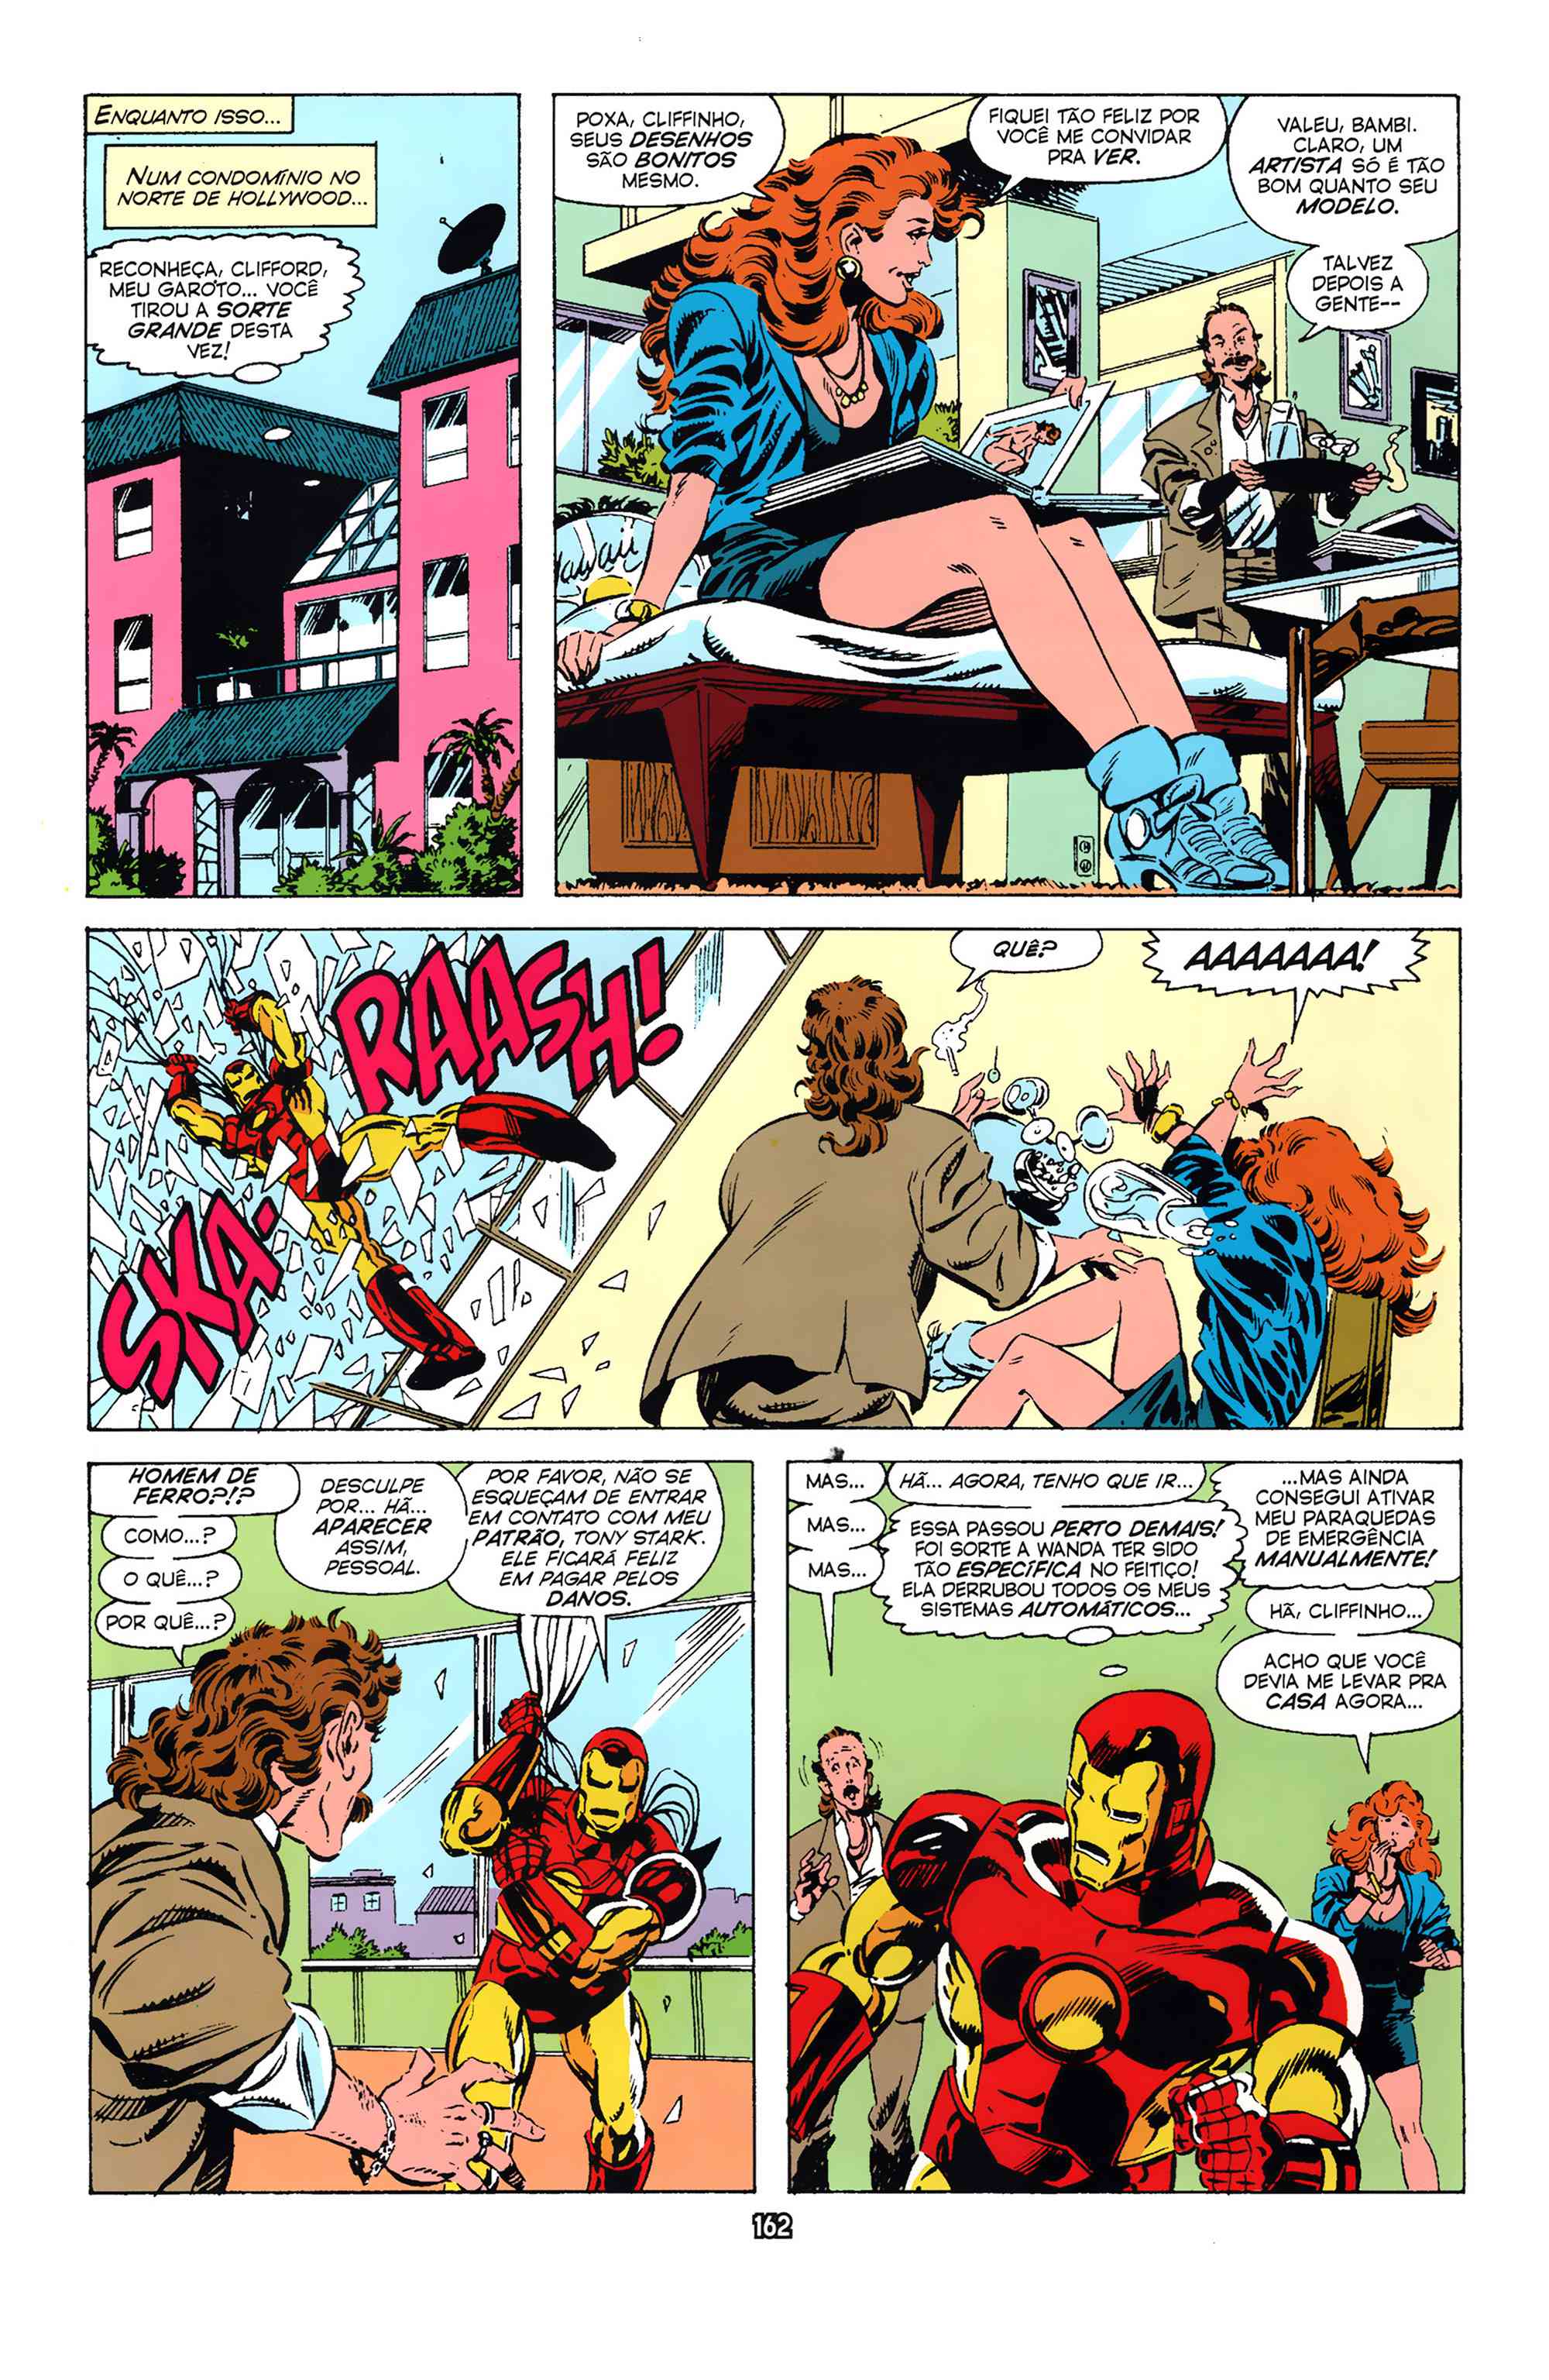 ENQUANTO ISSO...
NUM CONDOMÍNIO NO
NORTE DE HOLLYWOOD...
RECONHEÇA, CLIFFORD,
MEU GAROTO... VOCÊ
TIROU A SORTE
GRANDE DESTA
VEZ!
POXA, CLIFFINHO,
SEUS DESENHOS
SÃO BONITOS
MESMO.
FIQUEI TÃO FELIZ POR
VOCÊ ME CONVIDAR
PRA VER.
VALEU, BAMBI.
CLARO, UM
ARTISTA SÓ É TÃO
BOM QUANTO SEU
MODELO.
TALVEZ
DEPOIS A
GENTE--
Hawaii
SKA-
RAASH!
QUÊ?
AAAAAAA!
HOMEM DE
FERRO?!?
COMO...?
O QUÊ...?
POR QUÊ...?
DESCULPE
POR... HÃ...
APARECER
ASSIM,
PESSOAL.
POR FAVOR, NÃO SE
ESQUEÇAM DE ENTRAR
EM CONTATO COM MEU
PATRÃO, TONY STARK.
ELE FICARÁ FELIZ
EM PAGAR PELOS
DANOS.
MAS...
MAS...
MAS...
HÃ... AGORA, TENHO QUE IR...
ESSA PASSOU PERTO DEMAIS!
FOI SORTE A WANDA TER SIDO
TÃO ESPECÍFICA NO FEITIÇO!
ELA DERRUBOU TODOS OS MEUS
SISTEMAS AUTOMÁTICOS...
...MAS AINDA
CONSEGUI ATIVAR
MEU PARAQUEDAS
DE EMERGÊNCIA
MANUALMENTE!
HÃ, CLIFFINHO...
ACHO QUE VOCÊ
DEVIA ME LEVAR PRA
CASA AGORA...
162